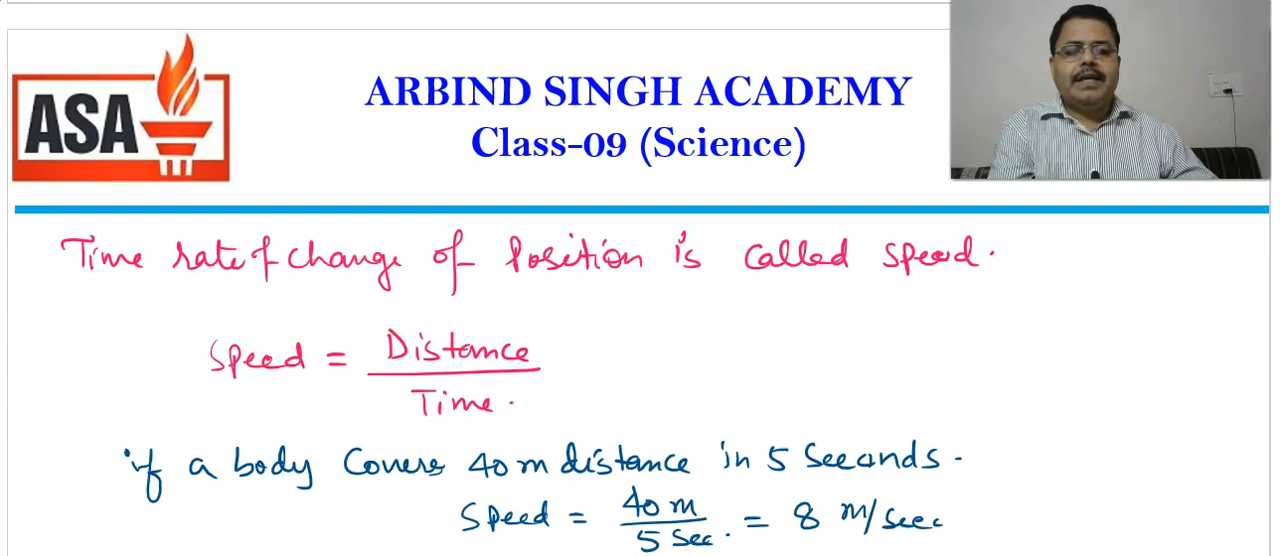 ASA
ARBIND SINGH ACADEMY
Class-09 (Science)
Time rate of change of Position is called speed.
Speed = Distance / Time.
if a body covers 40 m distance in 5 seconds.
Speed = 40 m / 5 Sec. = 8 m/sec